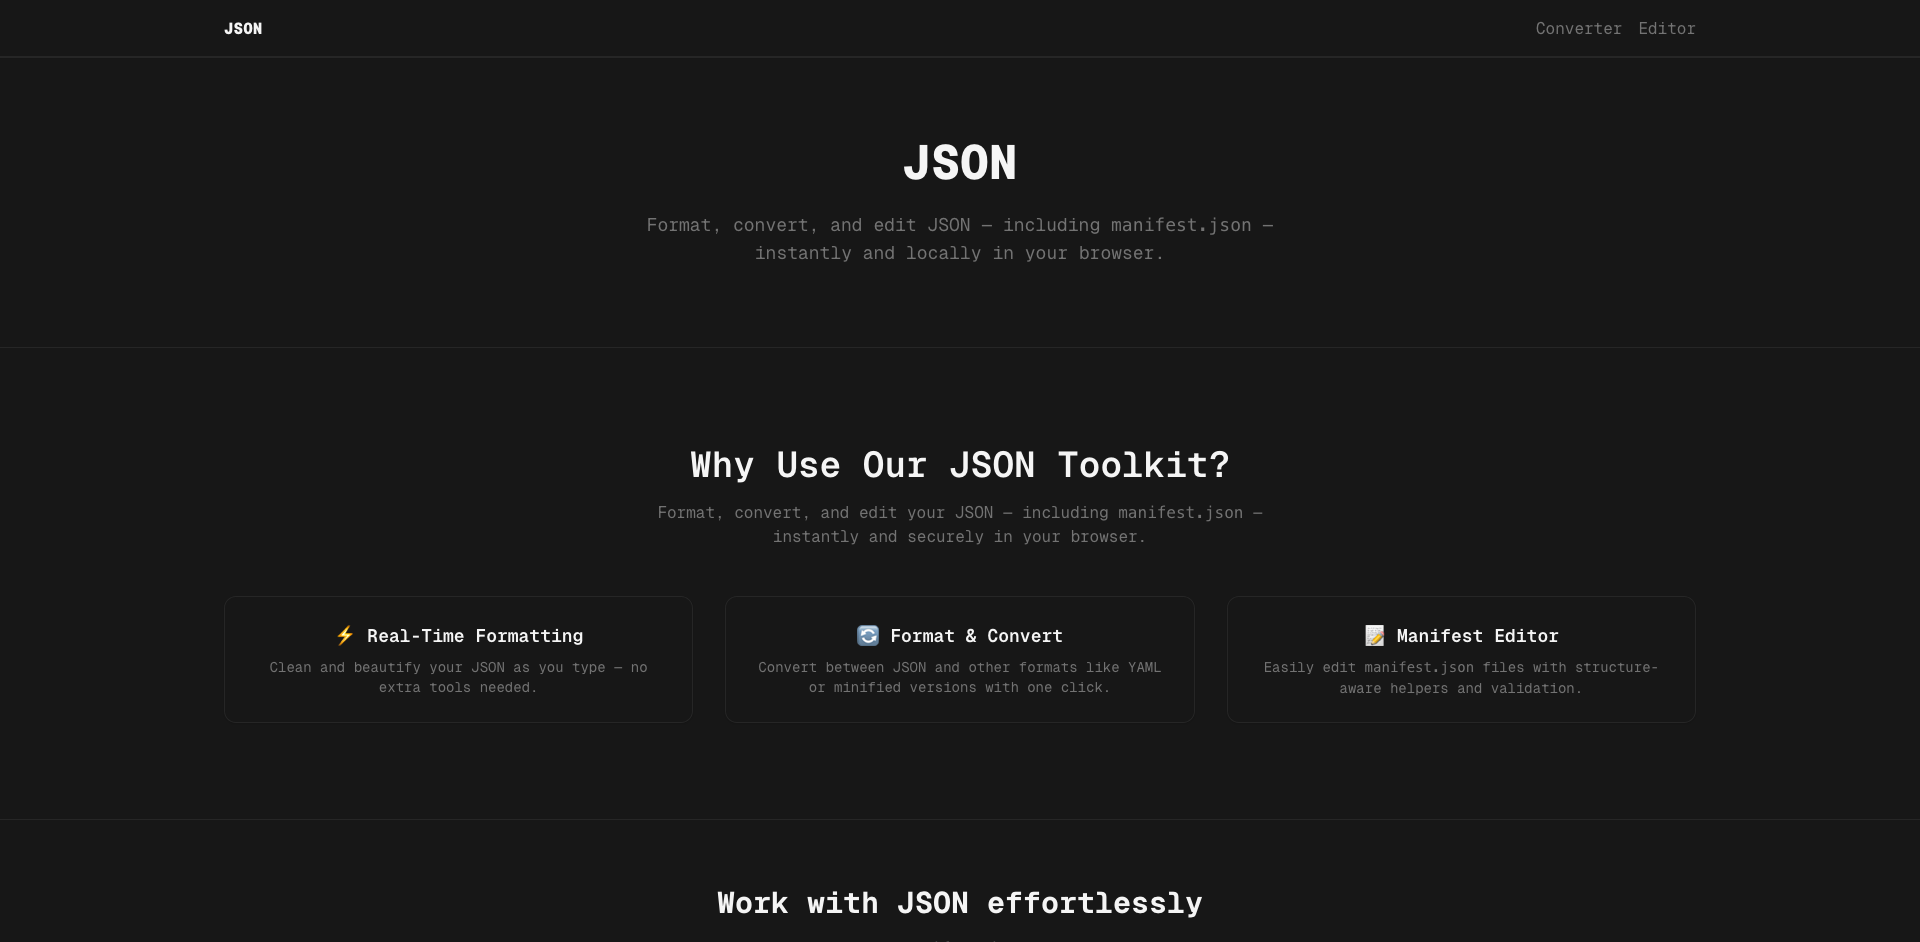 JSON
Converter Editor
JSON
Format, convert, and edit JSON — including manifest.json —
instantly and locally in your browser.
Why Use Our JSON Toolkit?
Format, convert, and edit your JSON — including manifest.json —
instantly and securely in your browser.
⚡ Real-Time Formatting
Clean and beautify your JSON as you type — no
extra tools needed.
🔄 Format & Convert
Convert between JSON and other formats like YAML
or minified versions with one click.
📝 Manifest Editor
Easily edit manifest.json files with structure-
aware helpers and validation.
Work with JSON effortlessly